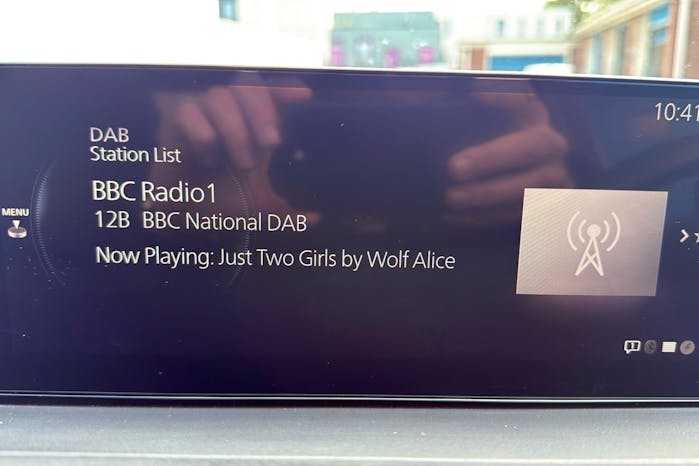 10:41
DAB
Station List
BBC Radio1
12B BBC National DAB
MENU
Now Playing: Just Two Girls by Wolf Alice